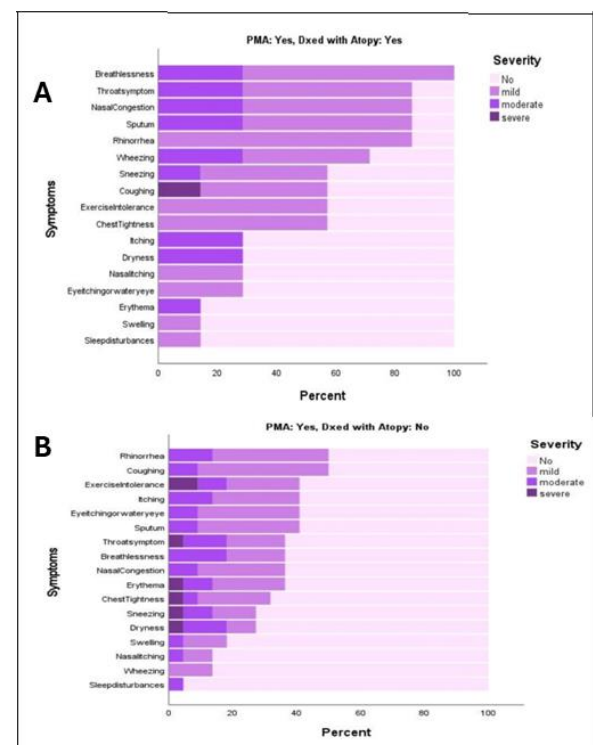 PMA: Yes, Dxed with Atopy: Yes
A
Severity
No
mild
moderate
severe
Symptoms
Breathlessness
Throatsymptom
NasalCongestion
Sputum
Rhinorrhea
Wheezing
Sneezing
Coughing
ExerciseIntolerance
ChestTightness
Itching
Dryness
NasalItching
Eyeitchingorwateryeye
Erythema
Swelling
Sleepdisturbances
0 20 40 60 80 100
Percent
PMA: Yes, Dxed with Atopy: No
B
Severity
No
mild
moderate
severe
Symptoms
Rhinorrhea
Coughing
ExerciseIntolerance
Itching
Eyeitchingorwateryeye
Sputum
Throatsymptom
Breathlessness
NasalCongestion
Erythema
ChestTightness
Sneezing
Dryness
Swelling
NasalItching
Wheezing
Sleepdisturbances
0 20 40 60 80 100
Percent